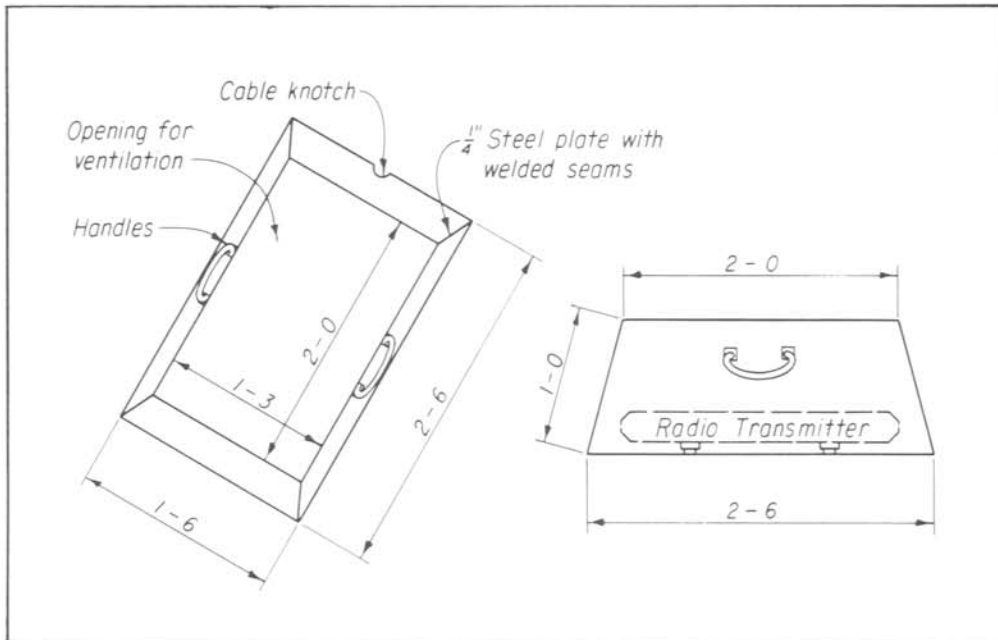 Cable knotch
Opening for
ventilation
1/4" Steel plate with
welded seams
Handles
2-0
1-3
2-6
1-6
2-0
1-0
Radio Transmitter
2-6